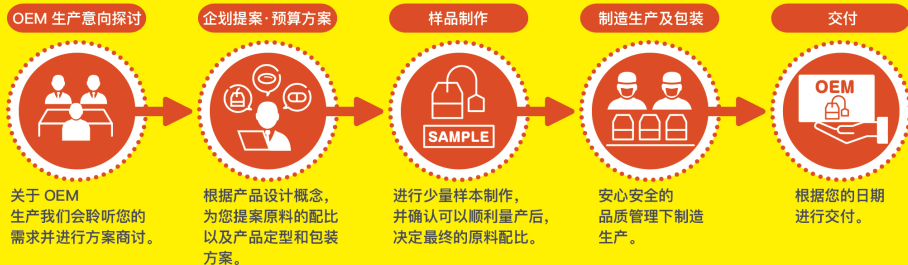 OEM 生产意向探讨
企划提案·预算方案
样品制作
制造生产及包装
交付
SAMPLE
OEM
关于 OEM
生产我们会聆听您的
需求并进行方案商讨。
根据产品设计概念，
为您提案原料的配比
以及产品定型和包装
方案。
进行少量样本制作，
并确认可以顺利量产后，
决定最终的原料配比。
安心安全的
品质管理下制造
生产。
根据您的日期
进行交付。